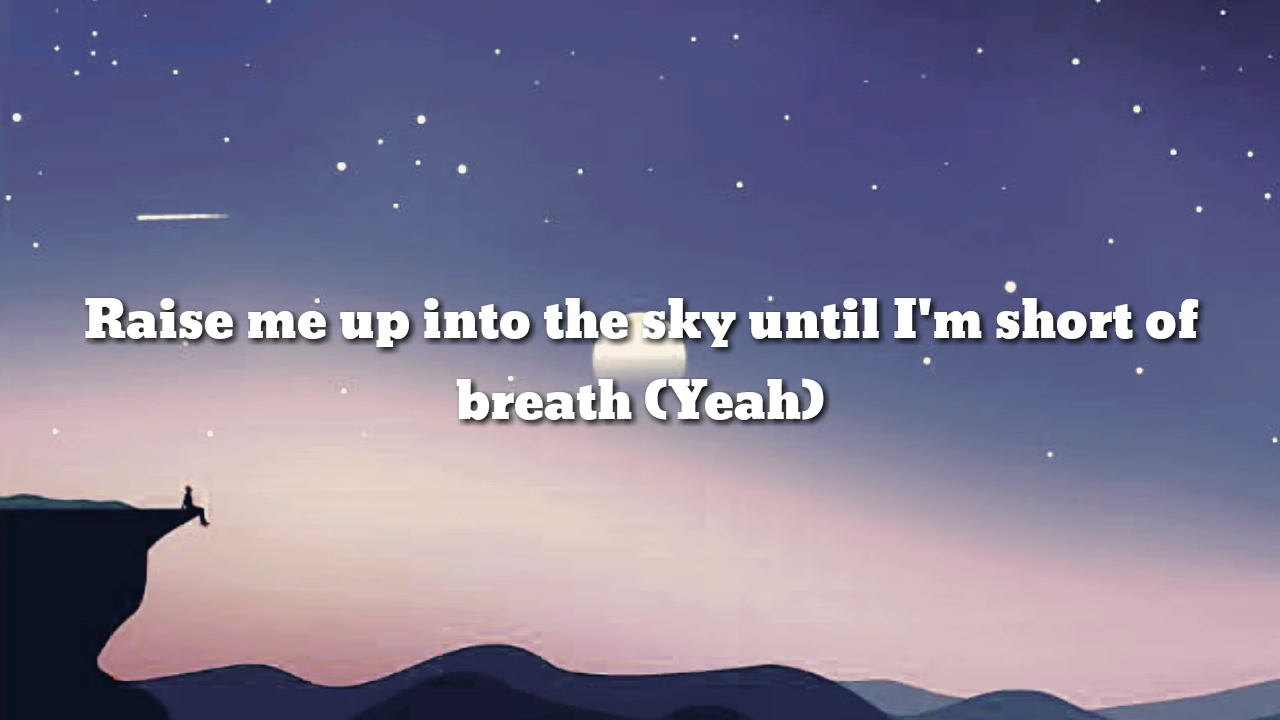 Raise me up into the sky until I'm short of
breath (Yeah)